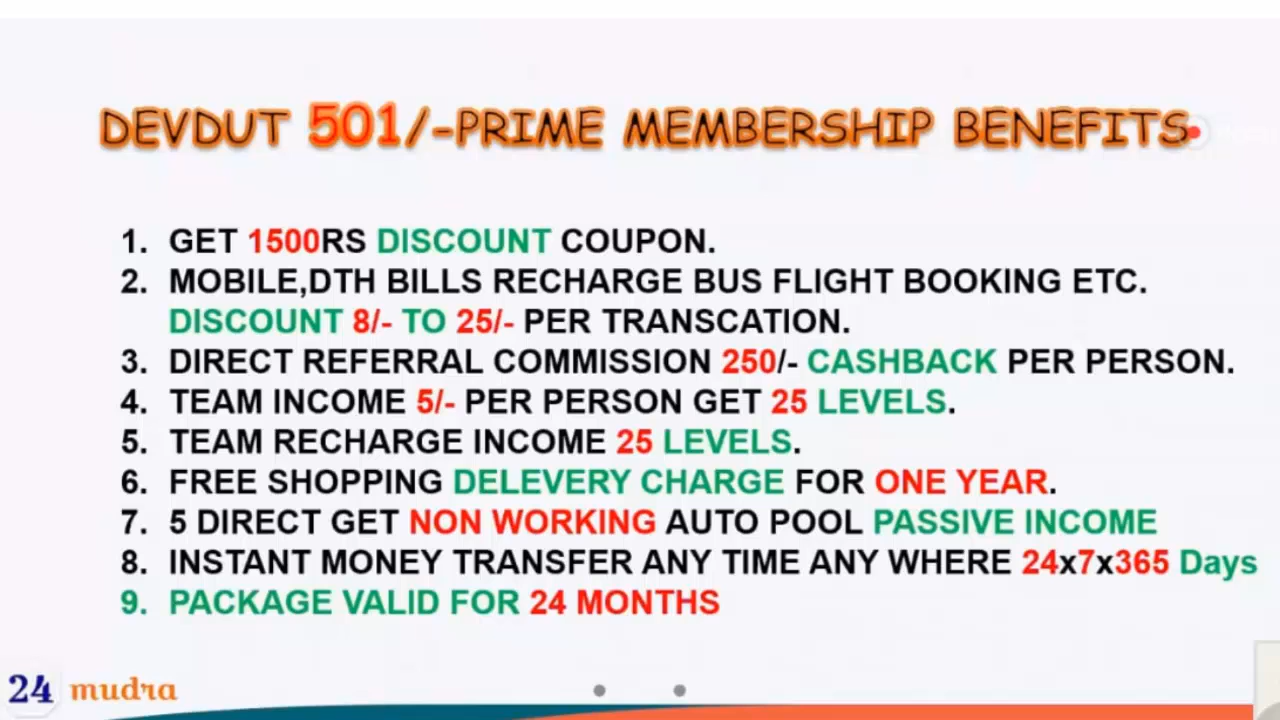 DEVDUT 501/-PRIME MEMBERSHIP BENEFITS
1. GET 1500RS DISCOUNT COUPON.
2. MOBILE,DTH BILLS RECHARGE BUS FLIGHT BOOKING ETC.
DISCOUNT 8/- TO 25/- PER TRANSCATION.
3. DIRECT REFERRAL COMMISSION 250/- CASHBACK PER PERSON.
4. TEAM INCOME 5/- PER PERSON GET 25 LEVELS.
5. TEAM RECHARGE INCOME 25 LEVELS.
6. FREE SHOPPING DELEVERY CHARGE FOR ONE YEAR.
7. 5 DIRECT GET NON WORKING AUTO POOL PASSIVE INCOME
8. INSTANT MONEY TRANSFER ANY TIME ANY WHERE 24x7x365 Days
9. PACKAGE VALID FOR 24 MONTHS
24 mudra